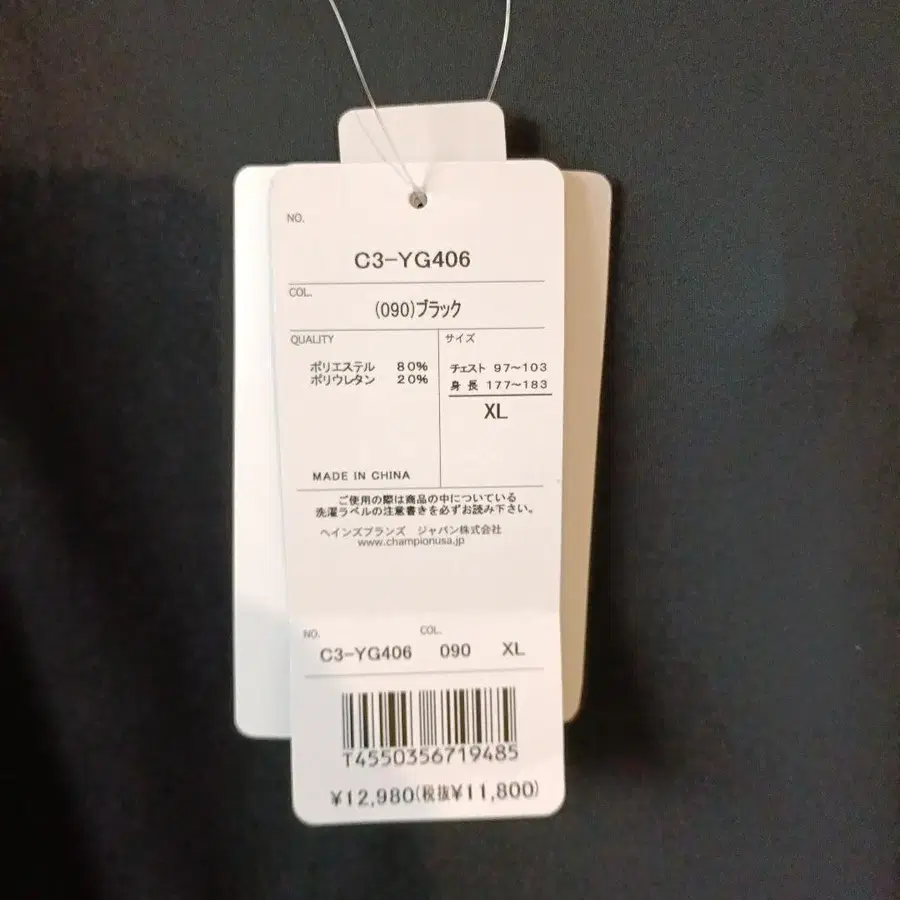 NO.
C3-YG406
COL.
(090)ブラック
QUALITY
ポリエステル 80%
ポリウレタン 20%
MADE IN CHINA
サイズ
チェスト 97~103
身長 177~183
XL
ご使用の際は商品の中についている
洗濯ラベルの注意書きを必ずお読み下さい。
ヘインズブランズ ジャパン株式会社
www.championusa.jp
NO. COL.
C3-YG406 090 XL
T4550356719485
¥12,980(税抜¥11,800)